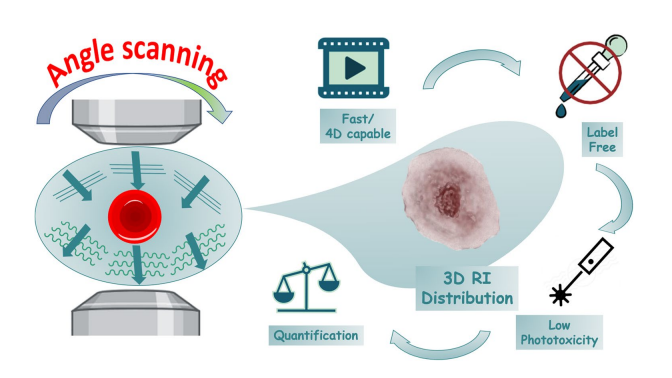 Angle scanning
Fast/
4D capable
Label
Free
3D RI
Distribution
Low
Phototoxicity
Quantification